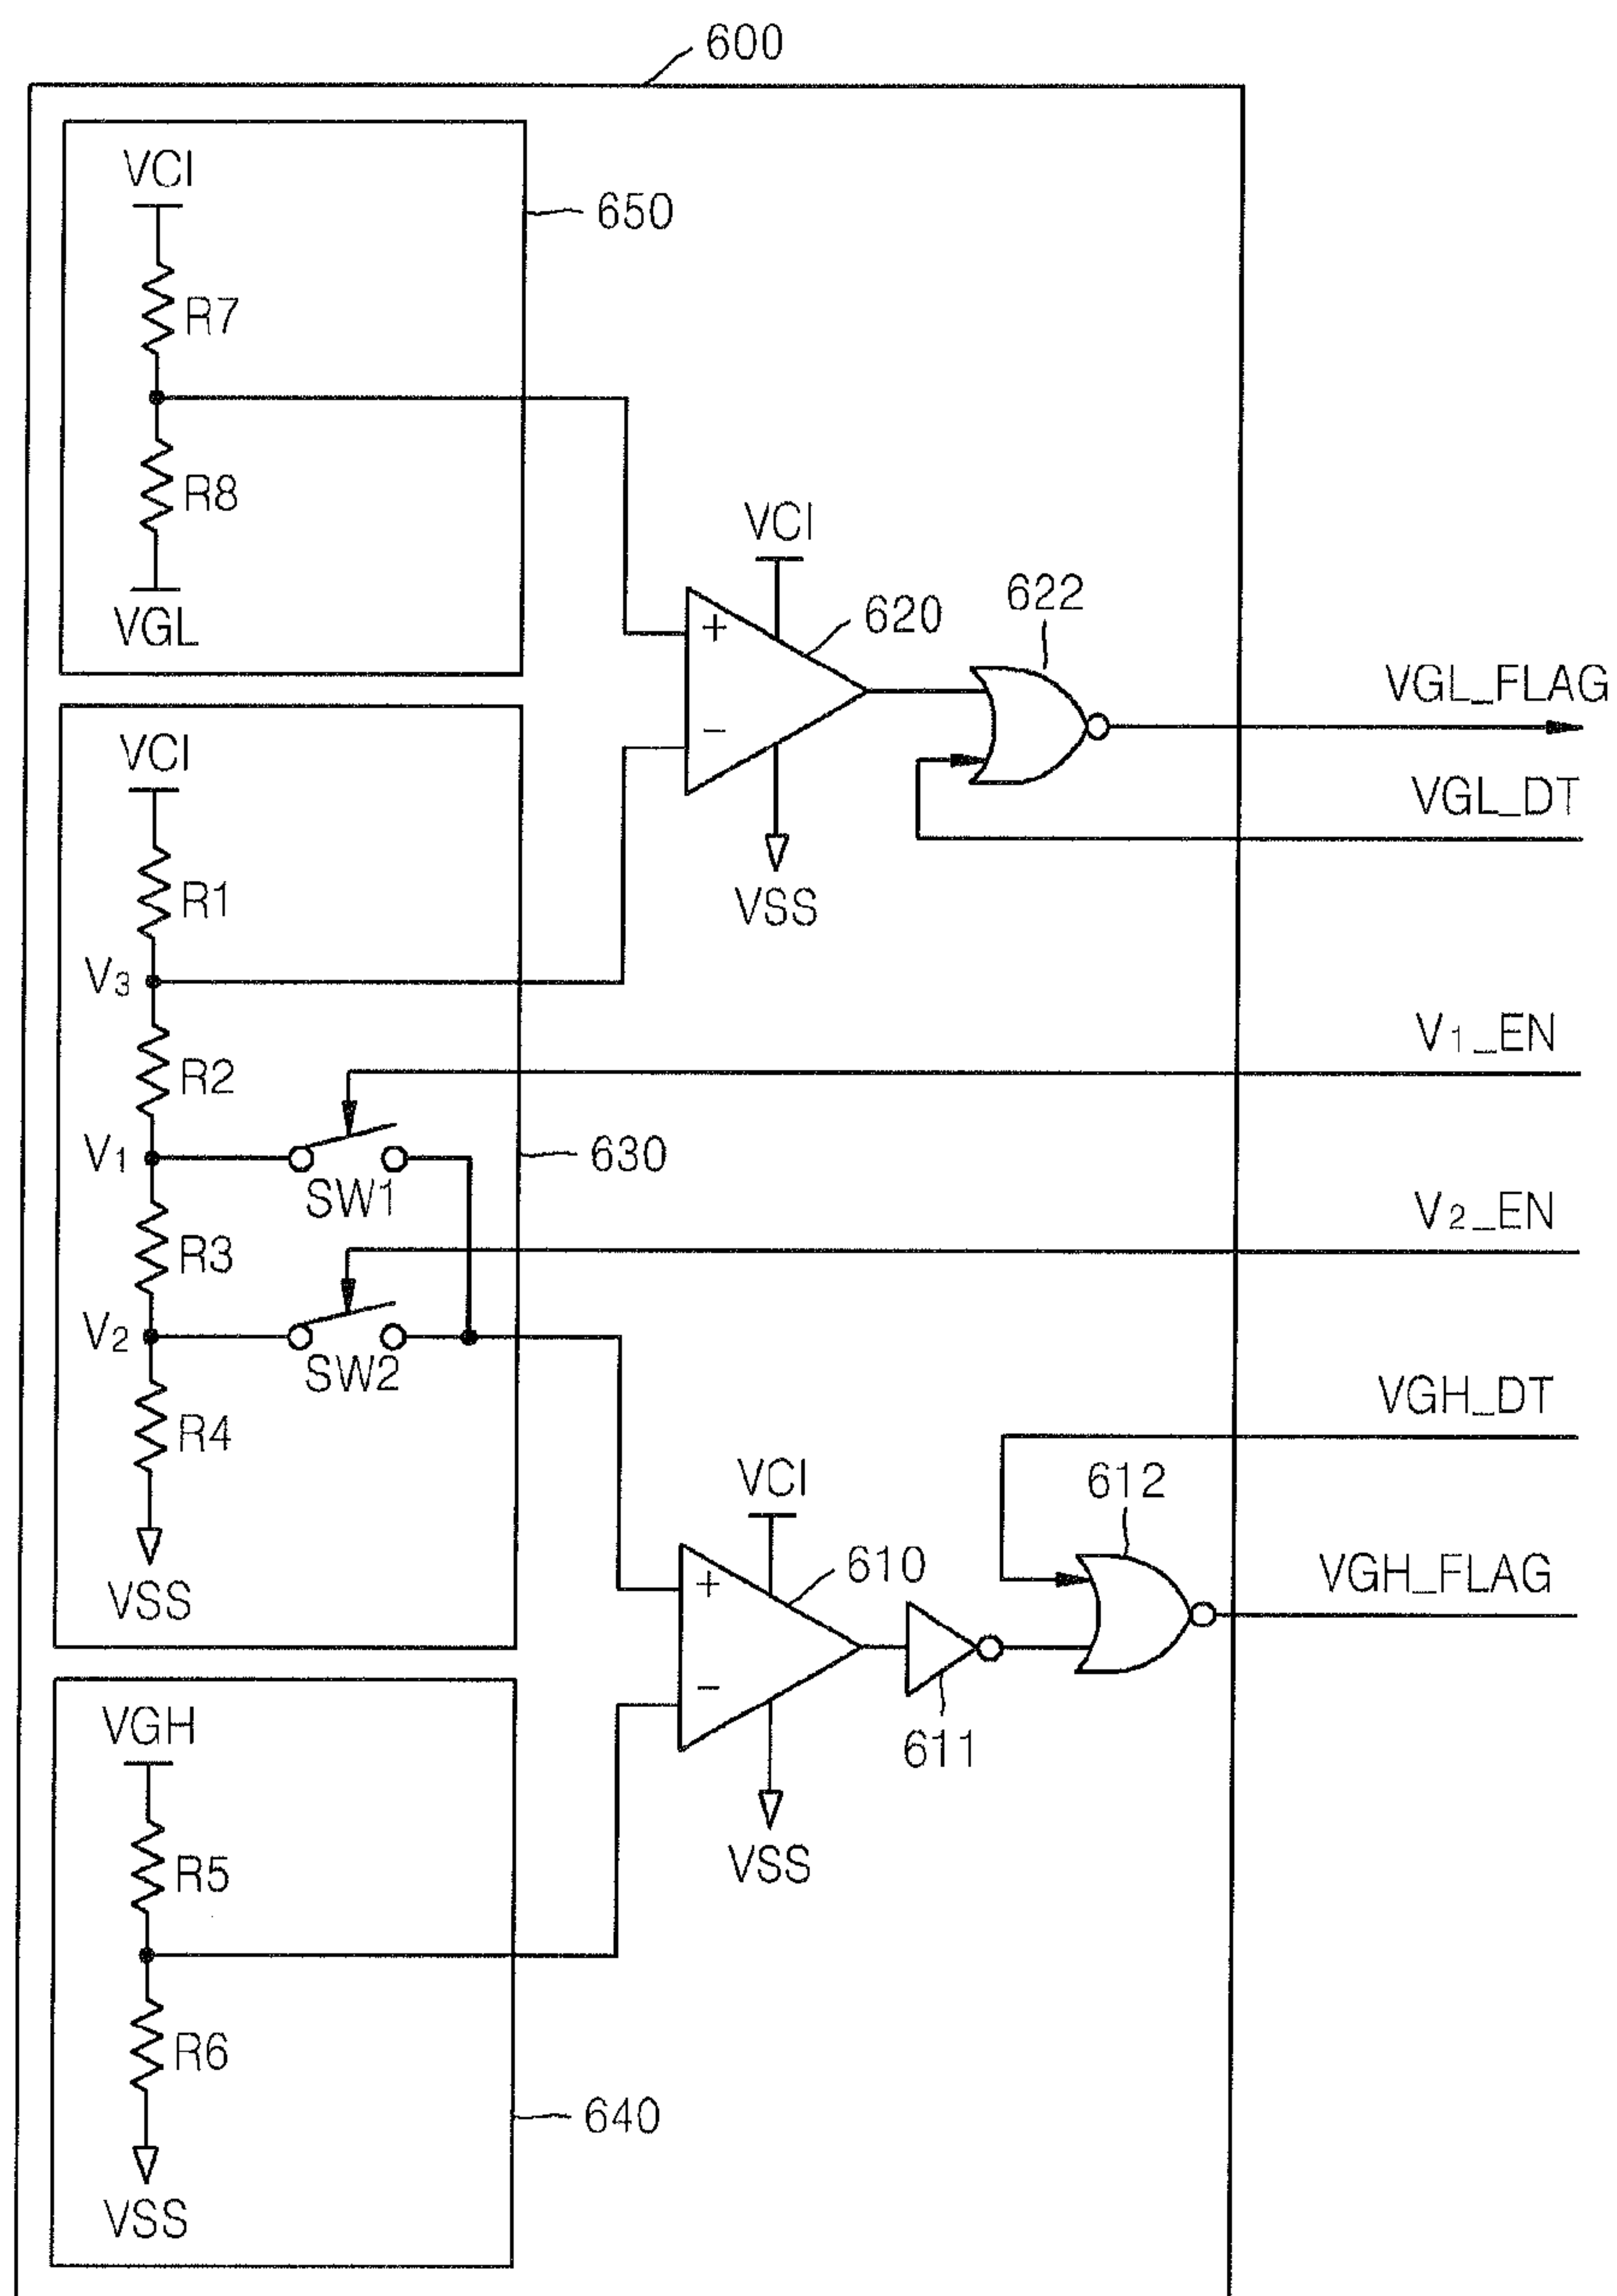 600
VCI
650
R7
R8
VGL
VCI
620
622
+
−
VSS
VGL_FLAG
VGL_DT
VCI
R1
V3
R2
V1
SW1
630
R3
V2
SW2
R4
VSS
V1_EN
V2_EN
VGH_DT
VCI
610
612
+
−
611
VSS
VGH_FLAG
VGH
R5
R6
640
VSS